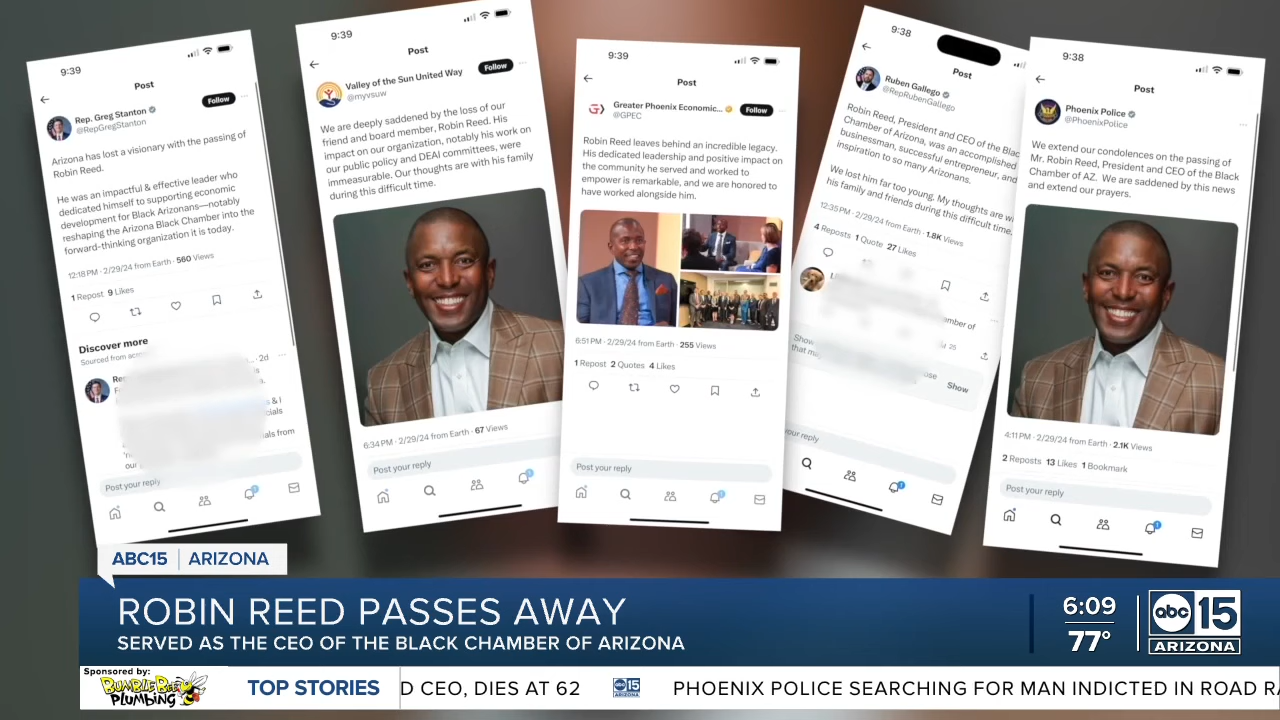 9:39
Post
Rep. Greg Stanton
@RepGregStanton
Follow
Arizona has lost a visionary with the passing of
Robin Reed.
He was an impactful & effective leader who
dedicated himself to supporting economic
development for Black Arizonans—notably
reshaping the Arizona Black Chamber into the
forward-thinking organization it is today.
12:18 PM · 2/29/24 from Earth · 560 Views
1 Repost 9 Likes
Discover more
Sourced from
· 2d
& I
Post your reply
9:39
Post
Valley of the Sun United Way
@myvsuw
Follow
We are deeply saddened by the loss of our
friend and board member, Robin Reed. His
impact on our organization, notably his work on
our public policy and DEAI committees, were
immeasurable. Our thoughts are with his family
during this difficult time.
6:34 PM · 2/29/24 from Earth · 67 Views
Post your reply
9:39
Post
Greater Phoenix Economic...
@GPEC
Follow
Robin Reed leaves behind an incredible legacy.
His dedicated leadership and positive impact on
the community he served and worked to
empower is remarkable, and we are honored to
have worked alongside him.
6:51 PM · 2/29/24 from Earth · 255 Views
1 Repost 2 Quotes 4 Likes
Post your reply
9:38
Post
Ruben Gallego
@RepRubenGallego
Robin Reed, President and CEO of the Blac
Chamber of Arizona, was an accomplished
businessman, successful entrepreneur, and
inspiration to so many Arizonans.
We lost him far too young. My thoughts are wi
his family and friends during this difficult time.
12:35 PM · 2/29/24 from Earth · 1.8K Views
4 Reposts 1 Quote 27 Likes
mber of
Show
that
Show
your reply
9:38
Post
Phoenix Police
@PhoenixPolice
We extend our condolences on the passing of
Mr. Robin Reed, President and CEO of the Black
Chamber of AZ. We are saddened by this news
and extend our prayers.
4:11 PM · 2/29/24 from Earth · 2.1K Views
2 Reposts 13 Likes 1 Bookmark
Post your reply
ABC15 | ARIZONA
ROBIN REED PASSES AWAY
SERVED AS THE CEO OF THE BLACK CHAMBER OF ARIZONA
6:09
77°
abc 15
ARIZONA
Sponsored by:
BUMBLE BEE
PLUMBING
TOP STORIES
D CEO, DIES AT 62
abc 15
ARIZONA
PHOENIX POLICE SEARCHING FOR MAN INDICTED IN ROAD RA